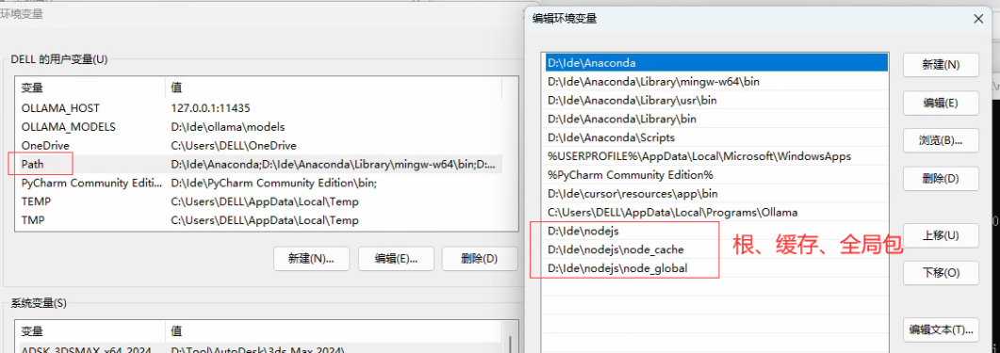 环境变量
DELL 的用户变量(U)
变量 值
OLLAMA_HOST 127.0.0.1:11435
OLLAMA_MODELS D:\Ide\ollama\models
OneDrive C:\Users\DELL\OneDrive
Path D:\Ide\Anaconda;D:\Ide\Anaconda\Library\mingw-w64\bin;D:...
PyCharm Community Editi... D:\Ide\PyCharm Community Edition\bin;
TEMP C:\Users\DELL\AppData\Local\Temp
TMP C:\Users\DELL\AppData\Local\Temp
新建(N)... 编辑(E)... 删除(D)
系统变量(S)
变量 值
ADSK_3DSMAX_x64_2024 D:\Tool\AutoDesk\3ds Max 2024\
编辑环境变量
D:\Ide\Anaconda
D:\Ide\Anaconda\Library\mingw-w64\bin
D:\Ide\Anaconda\Library\usr\bin
D:\Ide\Anaconda\Library\bin
D:\Ide\Anaconda\Scripts
%USERPROFILE%\AppData\Local\Microsoft\WindowsApps
%PyCharm Community Edition%
D:\Ide\cursor\resources\app\bin
C:\Users\DELL\AppData\Local\Programs\Ollama
D:\Ide\nodejs
D:\Ide\nodejs\node_cache
D:\Ide\nodejs\node_global
根、缓存、全局包
新建(N)
编辑(E)
浏览(B)...
删除(D)
上移(U)
下移(O)
编辑文本(T)...